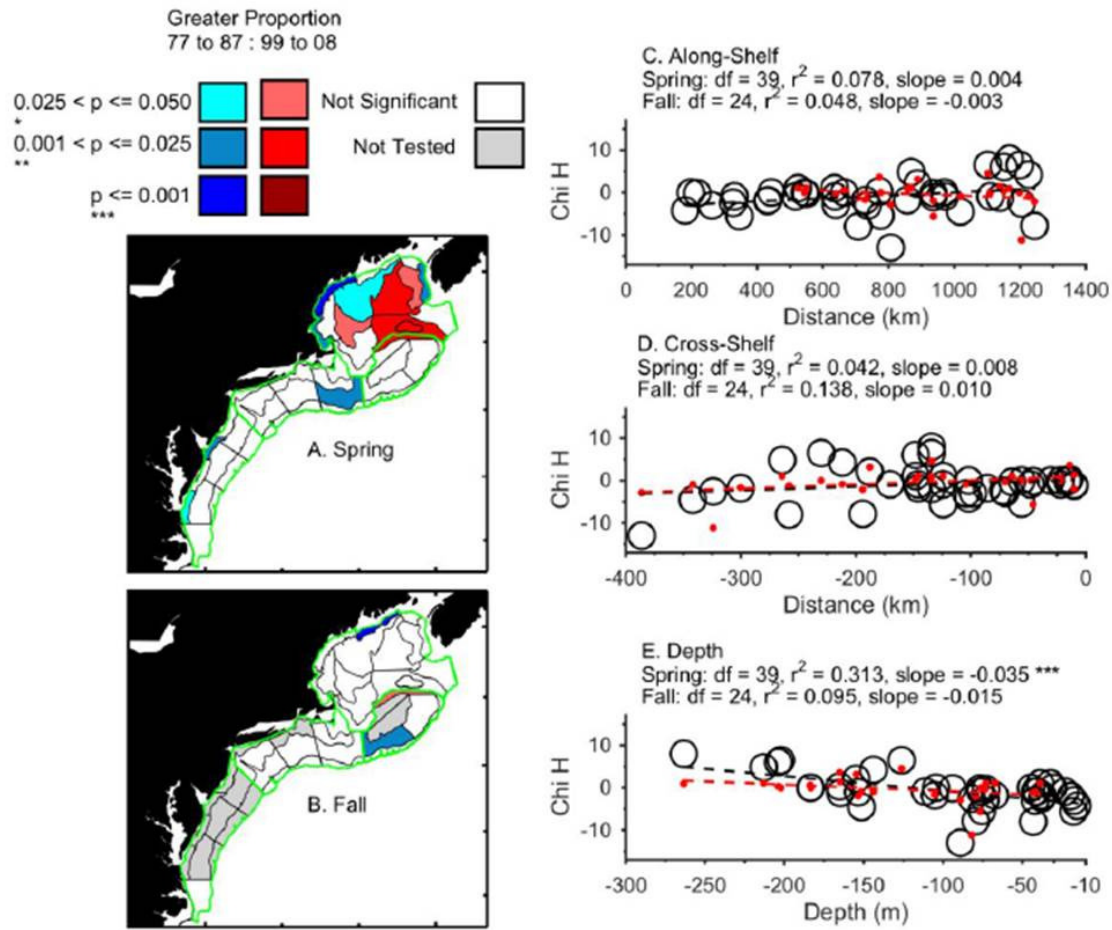 Greater Proportion
77 to 87 : 99 to 08
0.025 < p <= 0.050
*
0.001 < p <= 0.025
**
p <= 0.001
***
Not Significant
Not Tested
A. Spring
B. Fall
C. Along-Shelf
Spring: df = 39, r² = 0.078, slope = 0.004
Fall: df = 24, r² = 0.048, slope = -0.003
Chi H
10
0
-10
0 200 400 600 800 1000 1200 1400
Distance (km)
D. Cross-Shelf
Spring: df = 39, r² = 0.042, slope = 0.008
Fall: df = 24, r² = 0.138, slope = 0.010
Chi H
10
0
-10
-400 -300 -200 -100 0
Distance (km)
E. Depth
Spring: df = 39, r² = 0.313, slope = -0.035 ***
Fall: df = 24, r² = 0.095, slope = -0.015
Chi H
10
0
-10
-300 -250 -200 -150 -100 -50 -10
Depth (m)